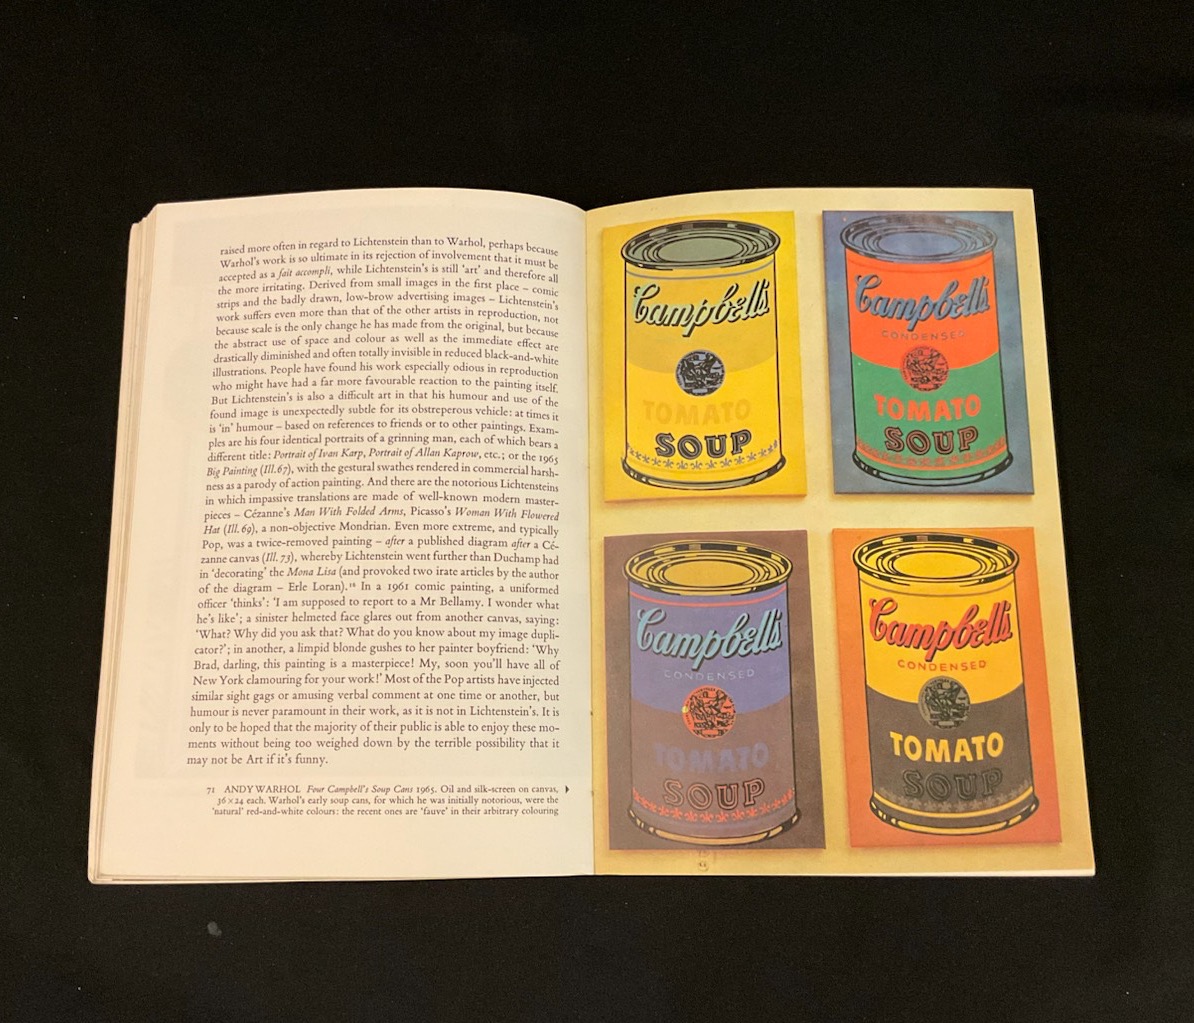 raised more often in regard to Lichtenstein than to Warhol, perhaps because
Warhol's work is so ultimate in its rejection of involvement that it must be
accepted as a fait accompli, while Lichtenstein's is still 'art' and therefore all
the more irritating. Derived from small images in the first place – comic
strips and the badly drawn, low-brow advertising images – Lichtenstein's
work suffers even more than that of the other artists in reproduction, not
because scale is the only change he has made from the original, but because
the abstract use of space and colour as well as the immediate effect are
drastically diminished and often totally invisible in reduced black-and-white
illustrations. People have found his work especially odious in reproduction
who might have had a far more favourable reaction to the painting itself.
But Lichtenstein's is also a difficult art in that his humour and use of the
found image is unexpectedly subtle for its obstreperous vehicle: at times it
is 'in' humour – based on references to friends or to other paintings. Exam-
ples are his four identical portraits of a grinning man, each of which bears a
different title: Portrait of Ivan Karp, Portrait of Allan Kaprow, etc.; or the 1965
Big Painting (Ill.67), with the gestural swathes rendered in commercial harsh-
ness as a parody of action painting. And there are the notorious Lichtensteins
in which impassive translations are made of well-known modern master-
pieces – Cézanne's Man With Folded Arms, Picasso's Woman With Flowered
Hat (Ill. 69), a non-objective Mondrian. Even more extreme, and typically
Pop, was a twice-removed painting – after a published diagram after a Cé-
zanne canvas (Ill. 73), whereby Lichtenstein went further than Duchamp had
in 'decorating' the Mona Lisa (and provoked two irate articles by the author
of the diagram – Erle Loran).¹⁸ In a 1961 comic painting, a uniformed
officer 'thinks': 'I am supposed to report to a Mr Bellamy. I wonder what
he's like'; a sinister helmeted face glares out from another canvas, saying:
'What? Why did you ask that? What do you know about my image dupli-
cator?'; in another, a limpid blonde gushes to her painter boyfriend: 'Why
Brad, darling, this painting is a masterpiece! My, soon you'll have all of
New York clamouring for your work!' Most of the Pop artists have injected
similar sight gags or amusing verbal comment at one time or another, but
humour is never paramount in their work, as it is not in Lichtenstein's. It is
only to be hoped that the majority of their public is able to enjoy these mo-
ments without being too weighed down by the terrible possibility that it
may not be Art if it's funny.
71 ANDY WARHOL Four Campbell's Soup Cans 1965. Oil and silk-screen on canvas,
36×24 each. Warhol's early soup cans, for which he was initially notorious, were the
'natural' red-and-white colours: the recent ones are 'fauve' in their arbitrary colouring
Campbell's
TOMATO
SOUP
Campbell's
CONDENSED
TOMATO
SOUP
Campbell's
CONDENSED
TOMATO
SOUP
Campbell's
CONDENSED
TOMATO
SOUP